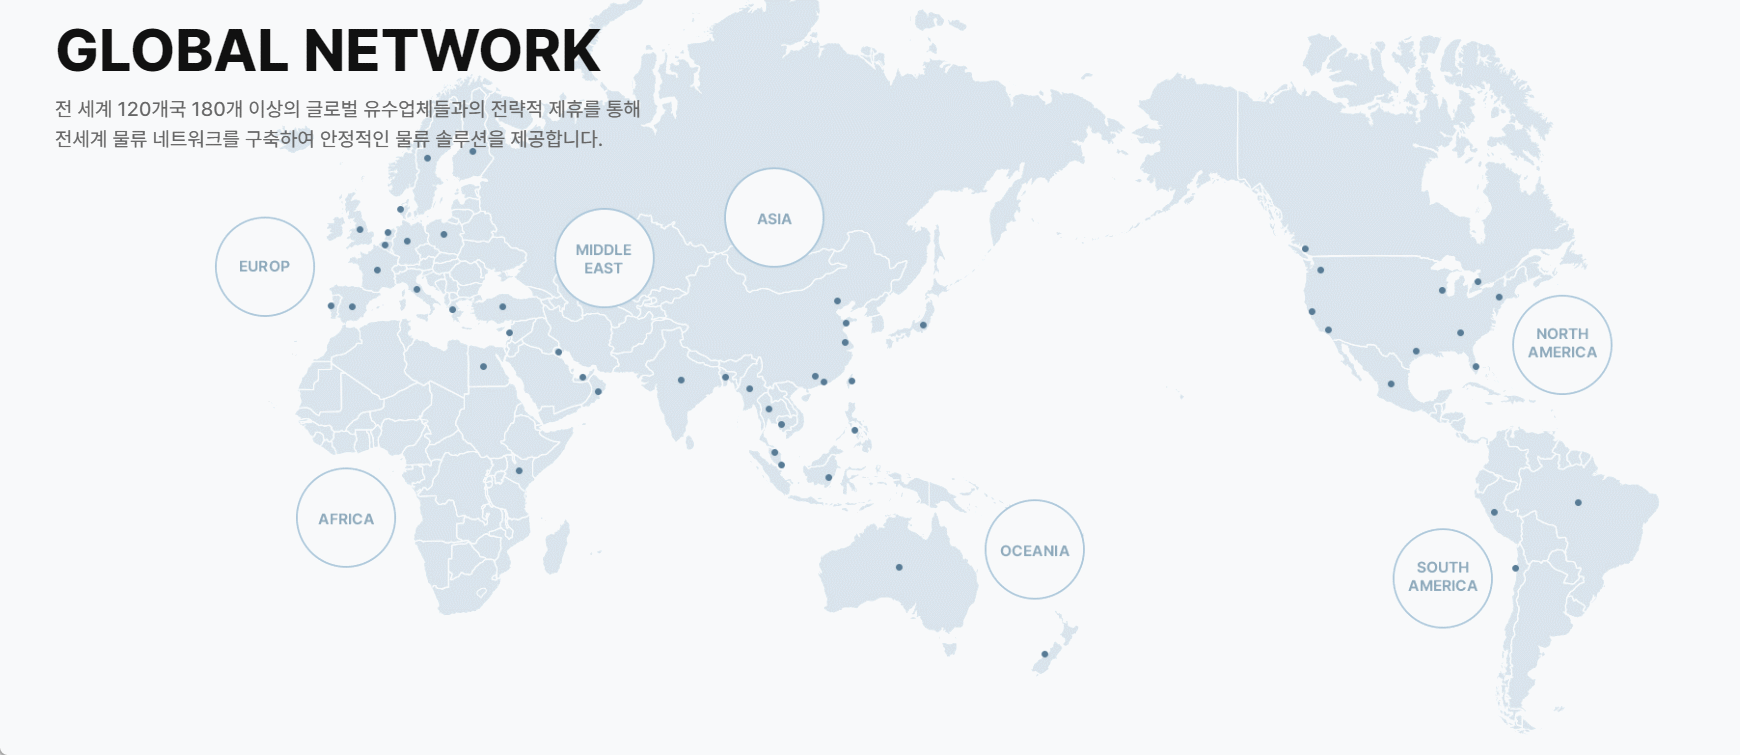 GLOBAL NETWORK
전 세계 120개국 180개 이상의 글로벌 유수업체들과의 전략적 제휴를 통해
전세계 물류 네트워크를 구축하여 안정적인 물류 솔루션을 제공합니다.
EUROP
MIDDLE
EAST
ASIA
NORTH
AMERICA
AFRICA
OCEANIA
SOUTH
AMERICA